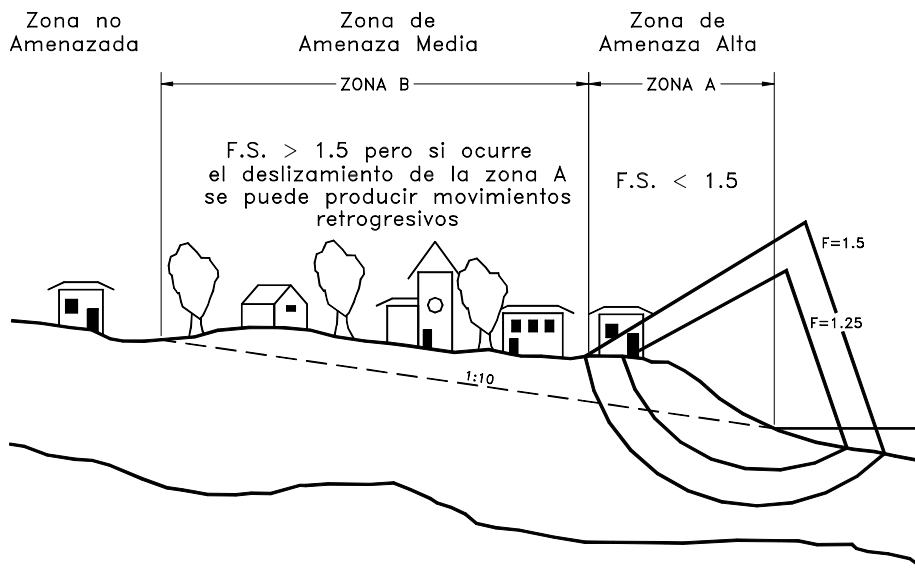 Zona no
Amenazada
Zona de
Amenaza Media
Zona de
Amenaza Alta
ZONA B
ZONA A
F.S. > 1.5 pero si ocurre
el deslizamiento de la zona A
se puede producir movimientos
retrogresivos
F.S. < 1.5
F=1.5
F=1.25
1:10